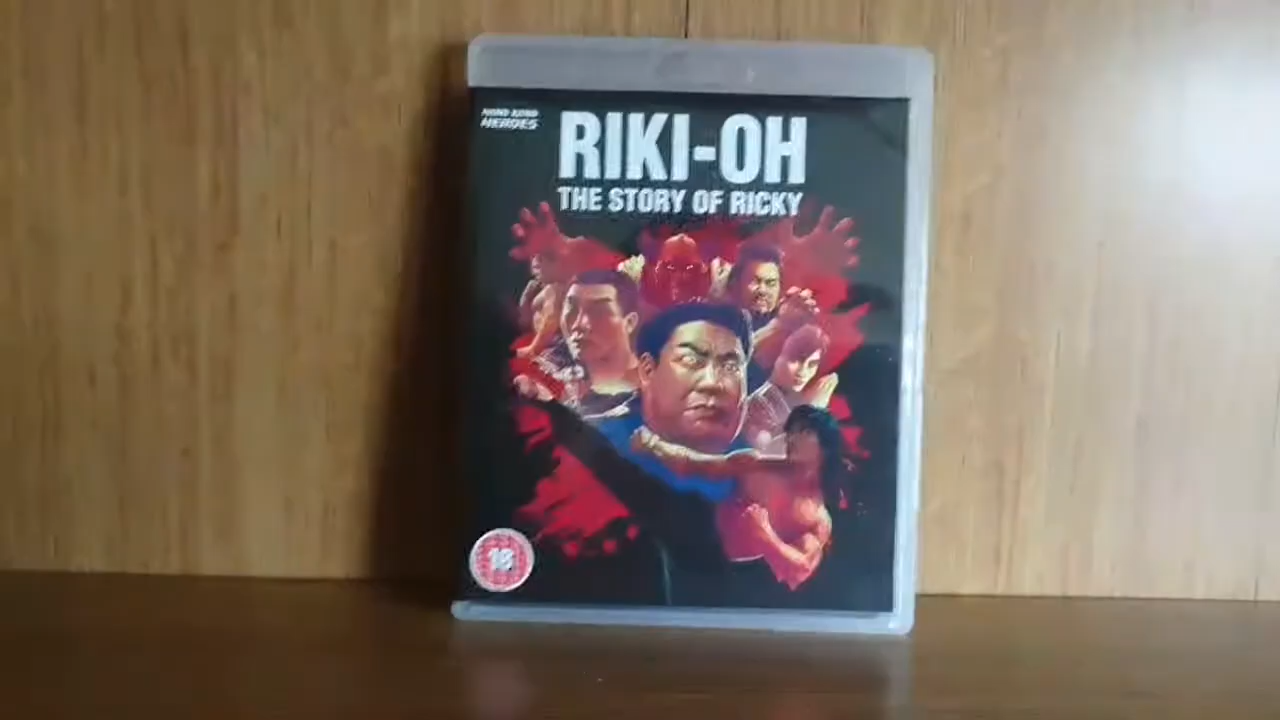 HONG KONG
HEROES
RIKI-OH
THE STORY OF RICKY
18